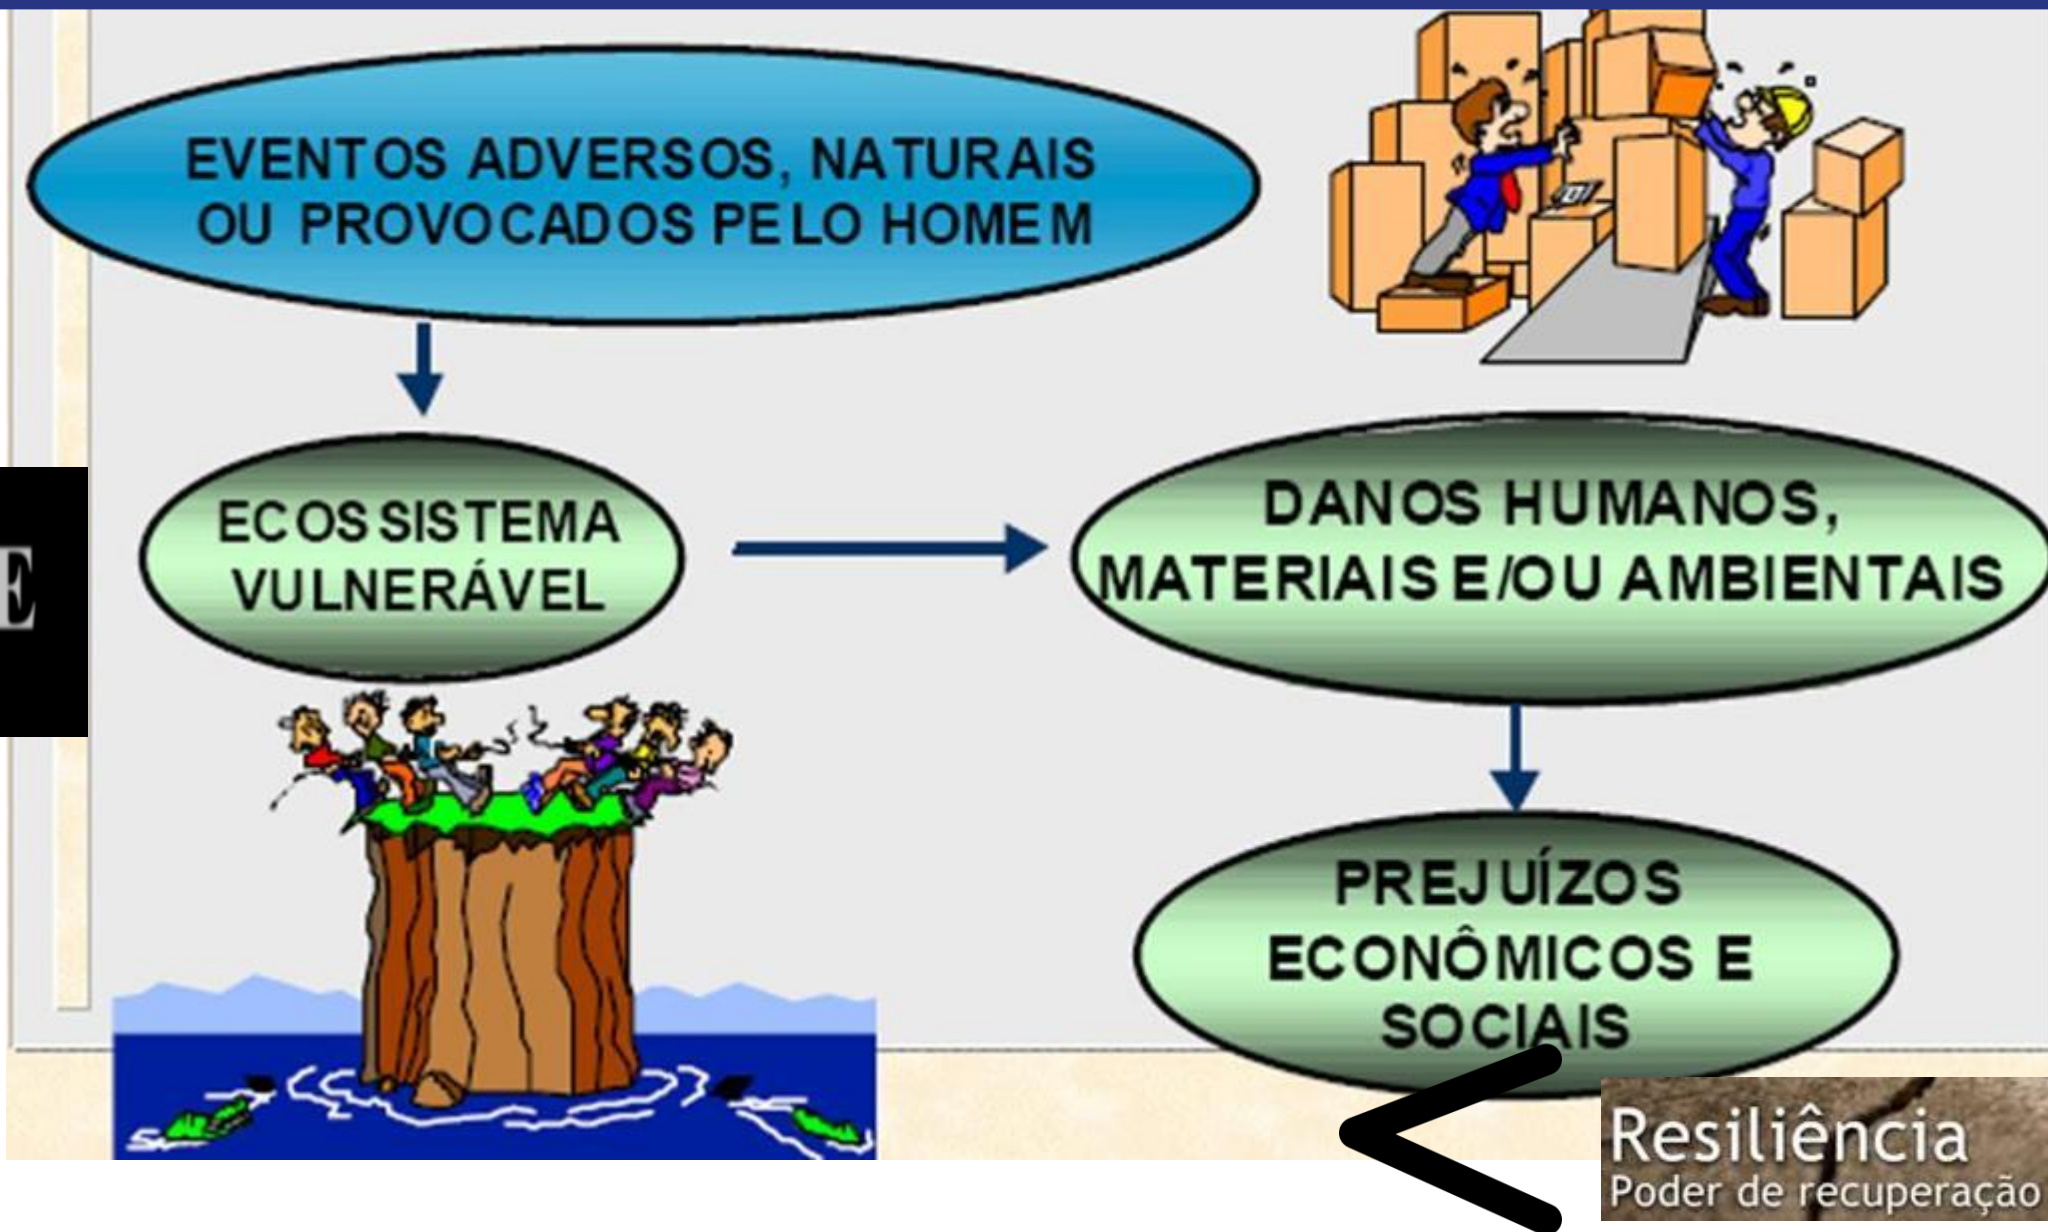 EVENTOS ADVERSOS, NATURAIS
OU PROVOCADOS PELO HOMEM
ECOSSISTEMA
VULNERÁVEL
DANOS HUMANOS,
MATERIAIS E/OU AMBIENTAIS
E
PREJUÍZOS
ECONÔMICOS E
SOCIAIS
<
Resiliência
Poder de recuperação